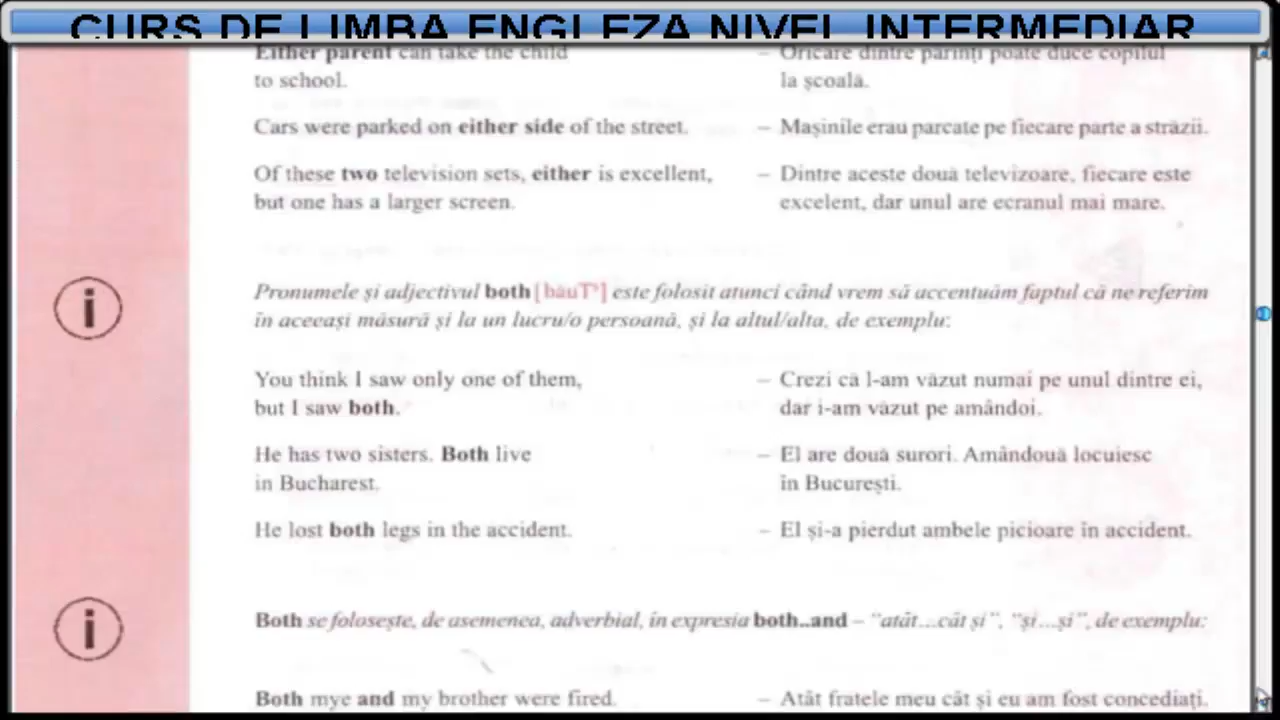 CURS DE LIMBA ENGLEZA NIVEL INTERMEDIAR
Either parent can take the child – Oricare dintre părinți poate duce copilul
to school. la școală.
Cars were parked on either side of the street. – Mașinile erau parcate pe fiecare parte a străzii.
Of these two television sets, either is excellent, – Dintre aceste două televizoare, fiecare este
but one has a larger screen. excelent, dar unul are ecranul mai mare.
Pronumele și adjectivul both [bəuTʰ] este folosit atunci când vrem să accentuăm faptul că ne referim
în aceeași măsură și la un lucru/o persoană, și la altul/alta, de exemplu:
You think I saw only one of them, – Crezi că l-am văzut numai pe unul dintre ei,
but I saw both. dar i-am văzut pe amândoi.
He has two sisters. Both live – El are două surori. Amândouă locuiesc
in Bucharest. în București.
He lost both legs in the accident. – El și-a pierdut ambele picioare în accident.
Both se folosește, de asemenea, adverbial, în expresia both..and – "atât...cât și", "și...și", de exemplu:
Both mye and my brother were fired. – Atât fratele meu cât și eu am fost concediați.